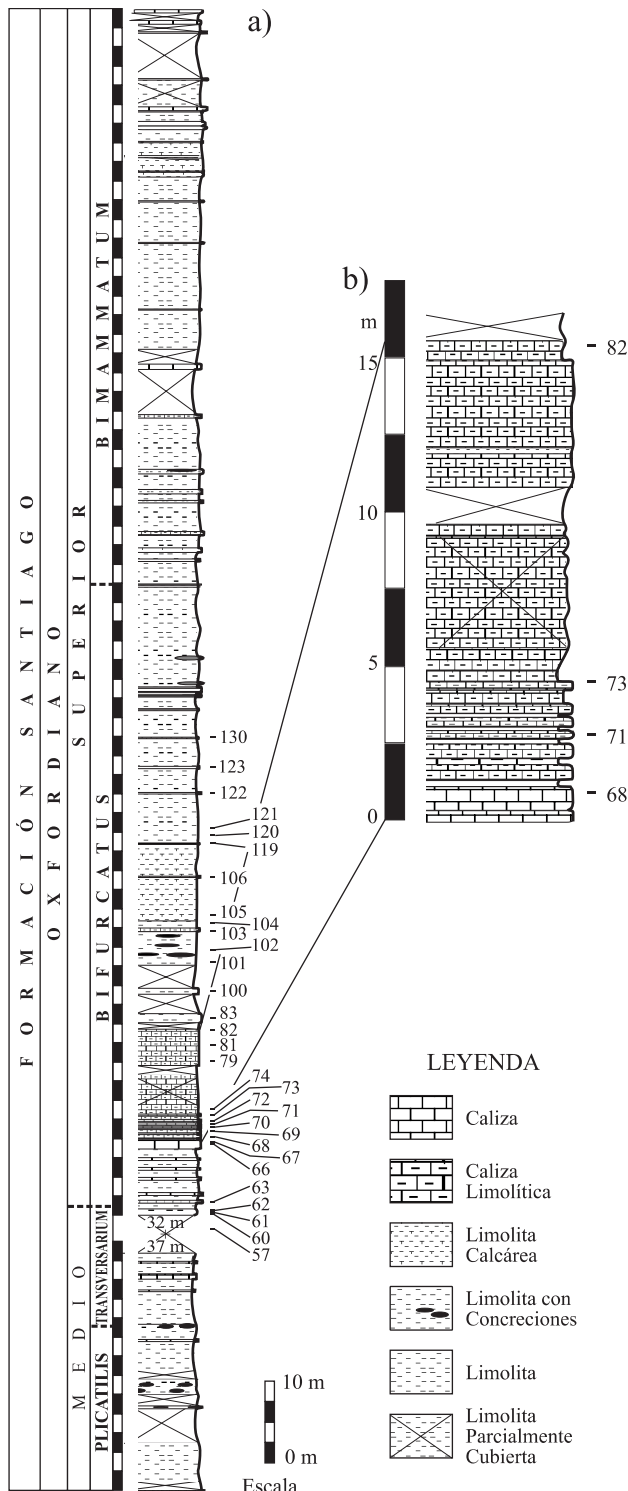 a)
FORMACIÓN SANTIAGO
OXFORDIANO
SUPERIOR
MEDIO
BIMAMMATUM
BIFURCATUS
TRANSVERSARIUM
PLICATILIS
130
123
122
121
120
119
106
105
104
103
102
101
100
83
82
81
79
74
73
72
71
70
69
68
67
66
63
62
61
60
57
32 m
37 m
10 m
0 m
Escala
b)
m
15
10
5
0
82
73
71
68
LEYENDA
Caliza
Caliza
Limolítica
Limolita
Calcárea
Limolita con
Concreciones
Limolita
Limolita
Parcialmente
Cubierta